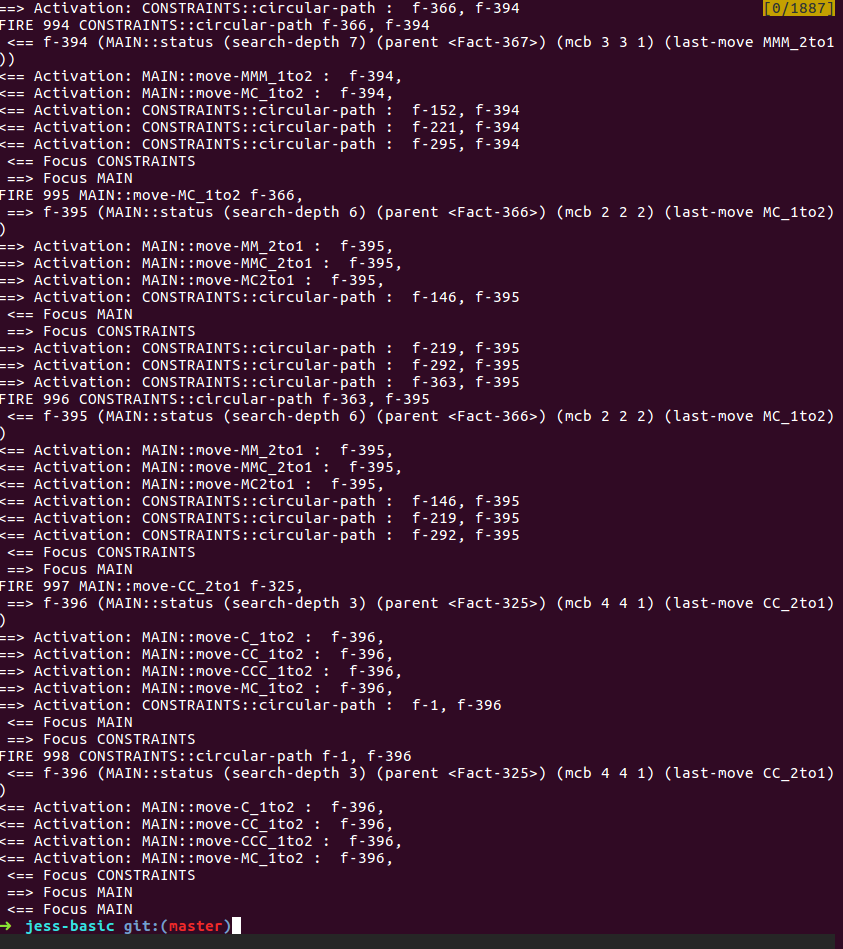 ==> Activation: CONSTRAINTS::circular-path :  f-366, f-394
[0/1887]
FIRE 994 CONSTRAINTS::circular-path f-366, f-394
 <== f-394 (MAIN::status (search-depth 7) (parent <Fact-367>) (mcb 3 3 1) (last-move MMM_2to1
))
<== Activation: MAIN::move-MMM_1to2 :  f-394,
<== Activation: MAIN::move-MC_1to2 :  f-394,
<== Activation: CONSTRAINTS::circular-path :  f-152, f-394
<== Activation: CONSTRAINTS::circular-path :  f-221, f-394
<== Activation: CONSTRAINTS::circular-path :  f-295, f-394
 <== Focus CONSTRAINTS
 ==> Focus MAIN
FIRE 995 MAIN::move-MC_1to2 f-366,
 ==> f-395 (MAIN::status (search-depth 6) (parent <Fact-366>) (mcb 2 2 2) (last-move MC_1to2)
)
==> Activation: MAIN::move-MM_2to1 :  f-395,
==> Activation: MAIN::move-MMC_2to1 :  f-395,
==> Activation: MAIN::move-MC2to1 :  f-395,
==> Activation: CONSTRAINTS::circular-path :  f-146, f-395
 <== Focus MAIN
 ==> Focus CONSTRAINTS
==> Activation: CONSTRAINTS::circular-path :  f-219, f-395
==> Activation: CONSTRAINTS::circular-path :  f-292, f-395
==> Activation: CONSTRAINTS::circular-path :  f-363, f-395
FIRE 996 CONSTRAINTS::circular-path f-363, f-395
 <== f-395 (MAIN::status (search-depth 6) (parent <Fact-366>) (mcb 2 2 2) (last-move MC_1to2)
)
<== Activation: MAIN::move-MM_2to1 :  f-395,
<== Activation: MAIN::move-MMC_2to1 :  f-395,
<== Activation: MAIN::move-MC2to1 :  f-395,
<== Activation: CONSTRAINTS::circular-path :  f-146, f-395
<== Activation: CONSTRAINTS::circular-path :  f-219, f-395
<== Activation: CONSTRAINTS::circular-path :  f-292, f-395
 <== Focus CONSTRAINTS
 ==> Focus MAIN
FIRE 997 MAIN::move-CC_2to1 f-325,
 ==> f-396 (MAIN::status (search-depth 3) (parent <Fact-325>) (mcb 4 4 1) (last-move CC_2to1)
)
==> Activation: MAIN::move-C_1to2 :  f-396,
==> Activation: MAIN::move-CC_1to2 :  f-396,
==> Activation: MAIN::move-CCC_1to2 :  f-396,
==> Activation: MAIN::move-MC_1to2 :  f-396,
==> Activation: CONSTRAINTS::circular-path :  f-1, f-396
 <== Focus MAIN
 ==> Focus CONSTRAINTS
FIRE 998 CONSTRAINTS::circular-path f-1, f-396
 <== f-396 (MAIN::status (search-depth 3) (parent <Fact-325>) (mcb 4 4 1) (last-move CC_2to1)
)
<== Activation: MAIN::move-C_1to2 :  f-396,
<== Activation: MAIN::move-CC_1to2 :  f-396,
<== Activation: MAIN::move-CCC_1to2 :  f-396,
<== Activation: MAIN::move-MC_1to2 :  f-396,
 <== Focus CONSTRAINTS
 ==> Focus MAIN
 <== Focus MAIN
➜  jess-basic git:(master)